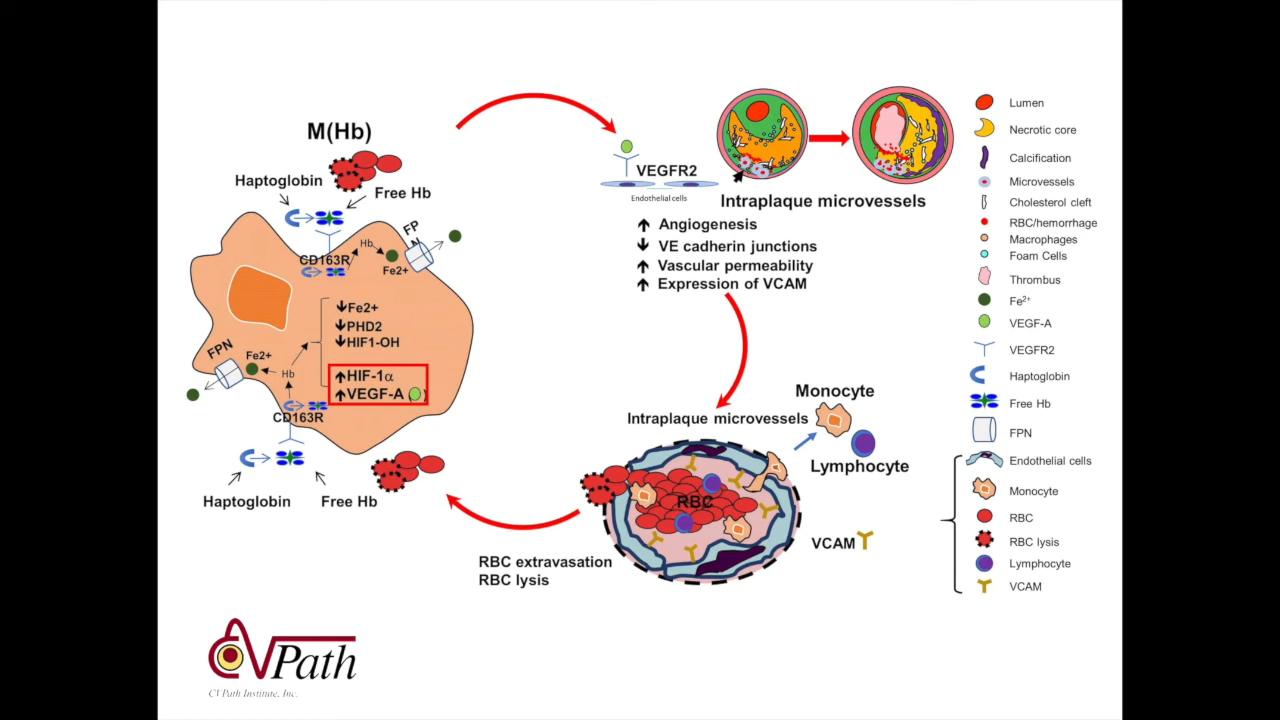 M(Hb)
Haptoglobin
Free Hb
CD163R
Hb
Fe2+
FP
N
Fe2+
PHD2
HIF1-OH
HIF-1α
VEGF-A ( )
FPN
Fe2+
Hb
CD163R
Haptoglobin
Free Hb
VEGFR2
Endothelial cells
Intraplaque microvessels
Angiogenesis
VE cadherin junctions
Vascular permeability
Expression of VCAM
Intraplaque microvessels
Monocyte
Lymphocyte
RBC
VCAM
RBC extravasation
RBC lysis
Lumen
Necrotic core
Calcification
Microvessels
Cholesterol cleft
RBC/hemorrhage
Macrophages
Foam Cells
Thrombus
Fe²⁺
VEGF-A
VEGFR2
Haptoglobin
Free Hb
FPN
Endothelial cells
Monocyte
RBC
RBC lysis
Lymphocyte
VCAM
CVPath
CVPath Institute, Inc.